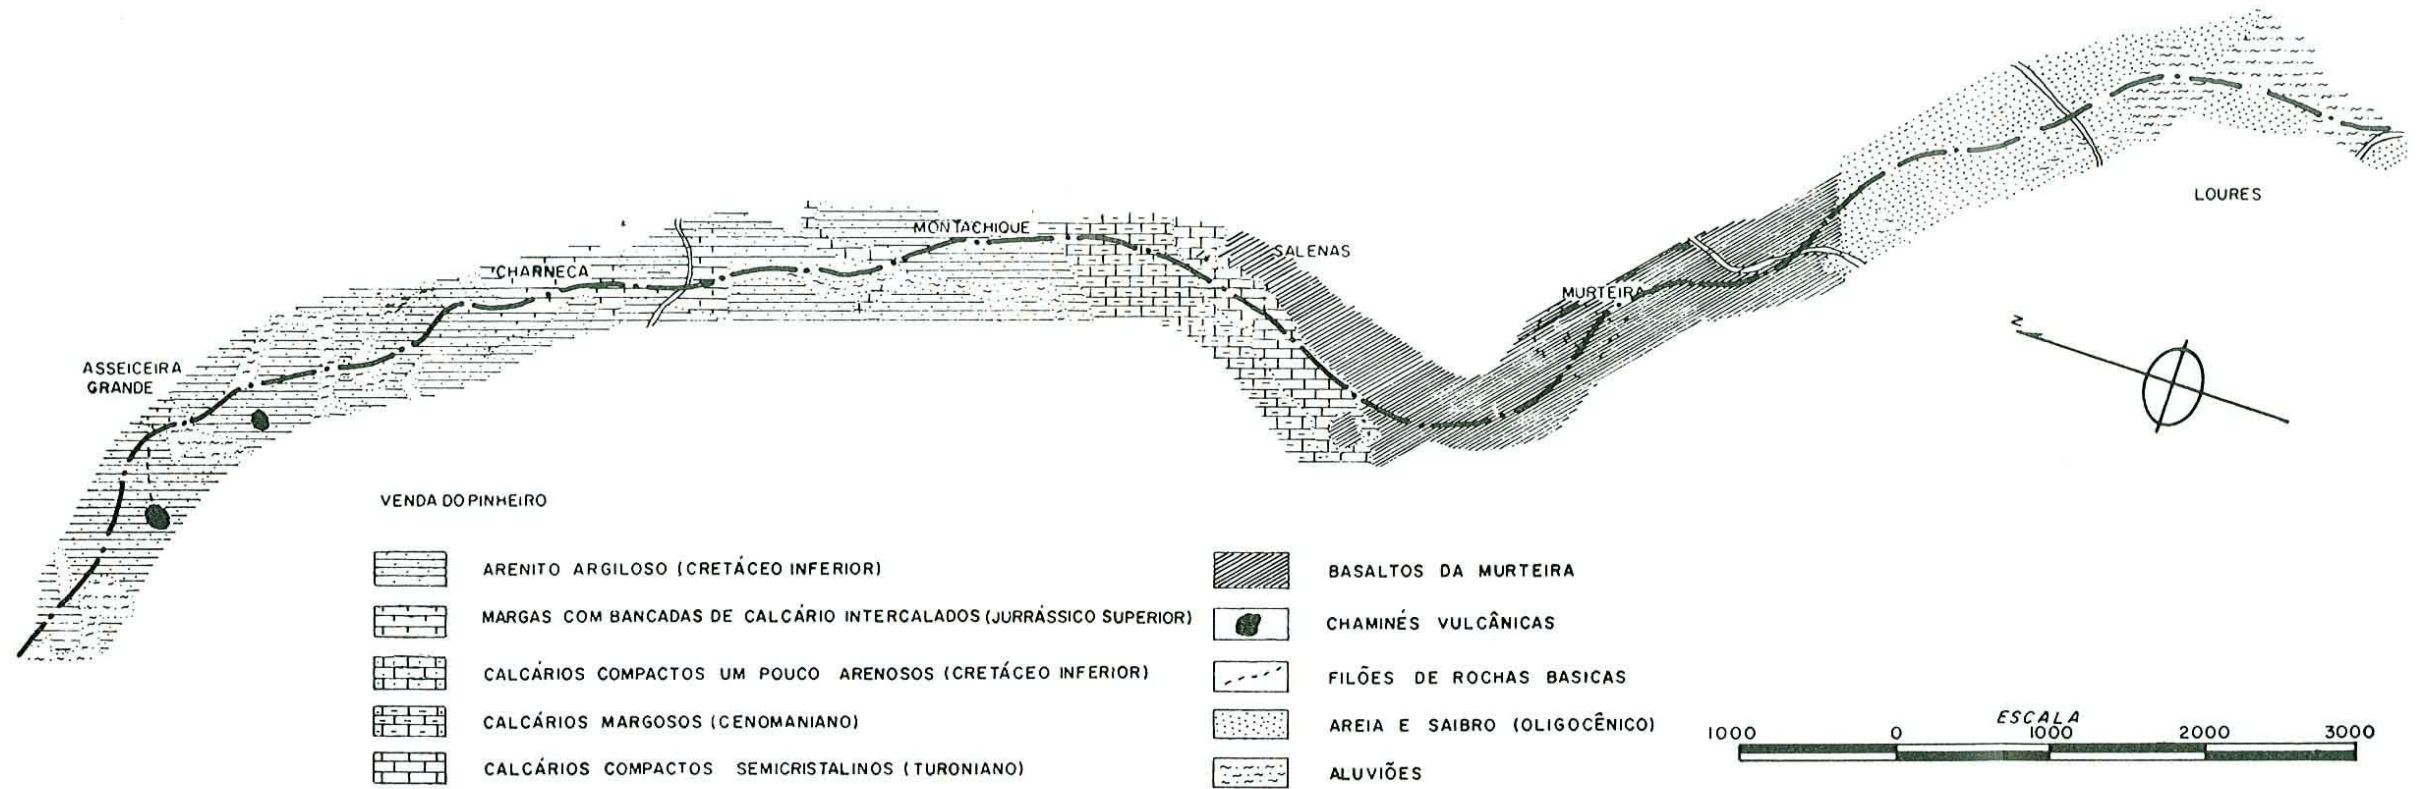 LOURES
MONTACHIQUE
SALENAS
CHARNECA
MURTEIRA
N
ASSEICEIRA
GRANDE
VENDA DO PINHEIRO
ARENITO ARGILOSO (CRETÁCEO INFERIOR)
MARGAS COM BANCADAS DE CALCÁRIO INTERCALADOS (JURRÁSSICO SUPERIOR)
CALCÁRIOS COMPACTOS UM POUCO ARENOSOS (CRETÁCEO INFERIOR)
CALCÁRIOS MARGOSOS (CENOMANIANO)
CALCÁRIOS COMPACTOS SEMICRISTALINOS (TURONIANO)
BASALTOS DA MURTEIRA
CHAMINÉS VULCÂNICAS
FILÕES DE ROCHAS BASICAS
AREIA E SAIBRO (OLIGOCÊNICO)
ALUVIÕES
ESCALA
1000 0 1000 2000 3000